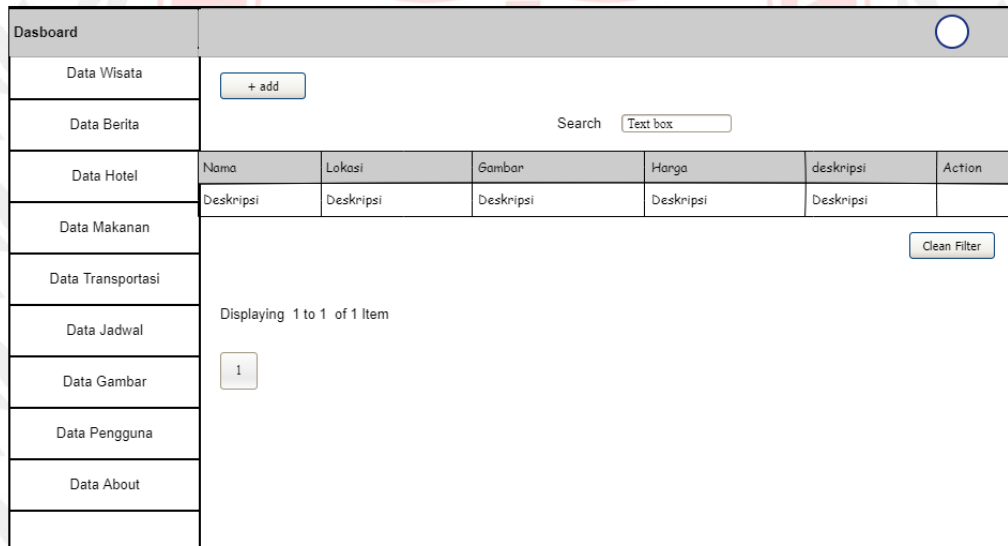 Dasboard
Data Wisata
Data Berita
Data Hotel
Data Makanan
Data Transportasi
Data Jadwal
Data Gambar
Data Pengguna
Data About
+ add
Search Text box
Nama Lokasi Gambar Harga deskripsi Action
Deskripsi Deskripsi Deskripsi Deskripsi Deskripsi
Clean Filter
Displaying 1 to 1 of 1 Item
1